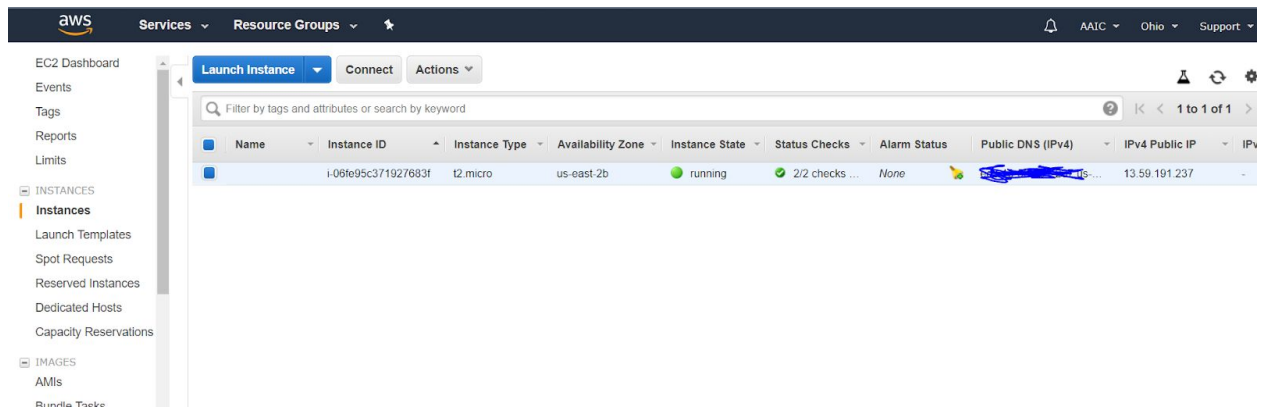 aws Services Resource Groups AAIC Ohio Support
EC2 Dashboard
Events
Tags
Reports
Limits
INSTANCES
Instances
Launch Templates
Spot Requests
Reserved Instances
Dedicated Hosts
Capacity Reservations
IMAGES
AMIs
Bundle Tasks
Launch Instance Connect Actions
Filter by tags and attributes or search by keyword 1 to 1 of 1
Name Instance ID Instance Type Availability Zone Instance State Status Checks Alarm Status Public DNS (IPv4) IPv4 Public IP IPv
i-06fe95c371927683f t2.micro us-east-2b running 2/2 checks ... None us-... 13.59.191.237 -